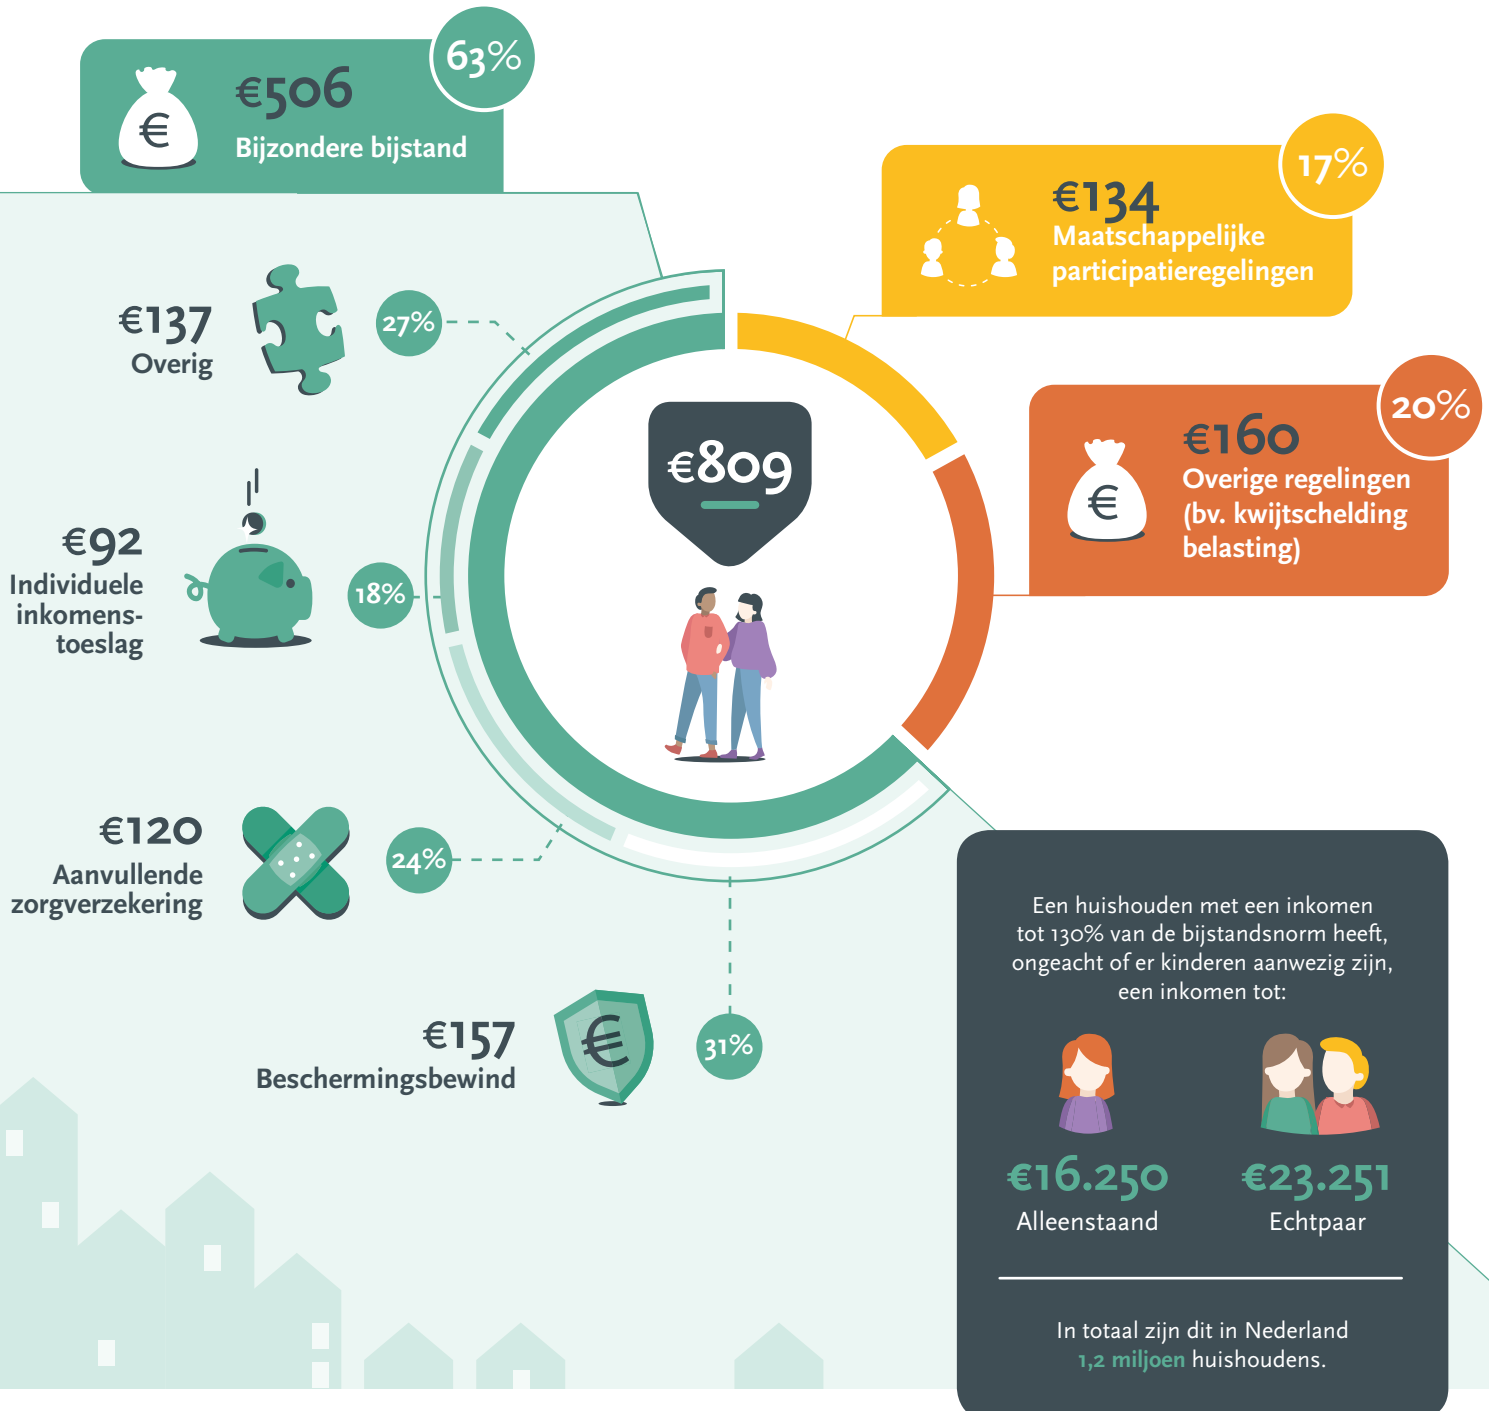 63%
€506
Bijzondere bijstand
17%
€134
Maatschappelijke
participatieregelingen
20%
€160
Overige regelingen
(bv. kwijtschelding
belasting)
€137
Overig
27%
€809
€92
Individuele
inkomens-
toeslag
18%
€120
Aanvullende
zorgverzekering
24%
€157
Beschermingsbewind
31%
€
€
€
Een huishouden met een inkomen
tot 130% van de bijstandsnorm heeft,
ongeacht of er kinderen aanwezig zijn,
een inkomen tot:
€16.250
Alleenstaand
€23.251
Echtpaar
In totaal zijn dit in Nederland
1,2 miljoen huishoudens.